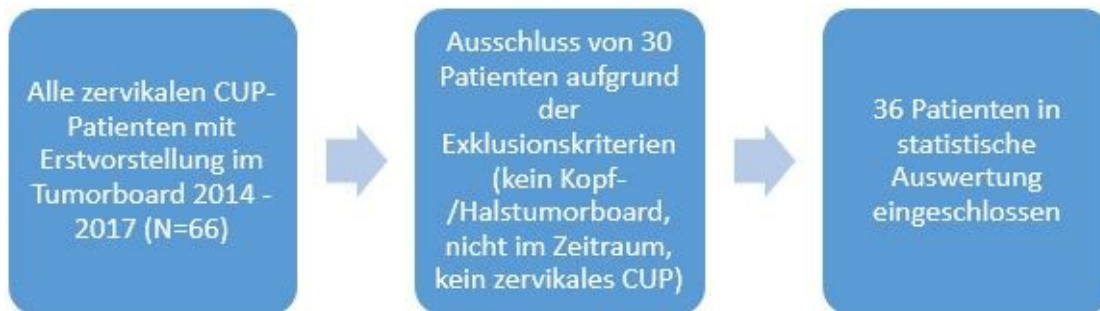 Alle zervikalen CUP-
Patienten mit
Erstvorstellung im
Tumorboard 2014 -
2017 (N=66)
Ausschluss von 30
Patienten aufgrund
der
Exklusionskriterien
(kein Kopf-
/Halstumorboard,
nicht im Zeitraum,
kein zervikales CUP)
36 Patienten in
statistische
Auswertung
eingeschlossen